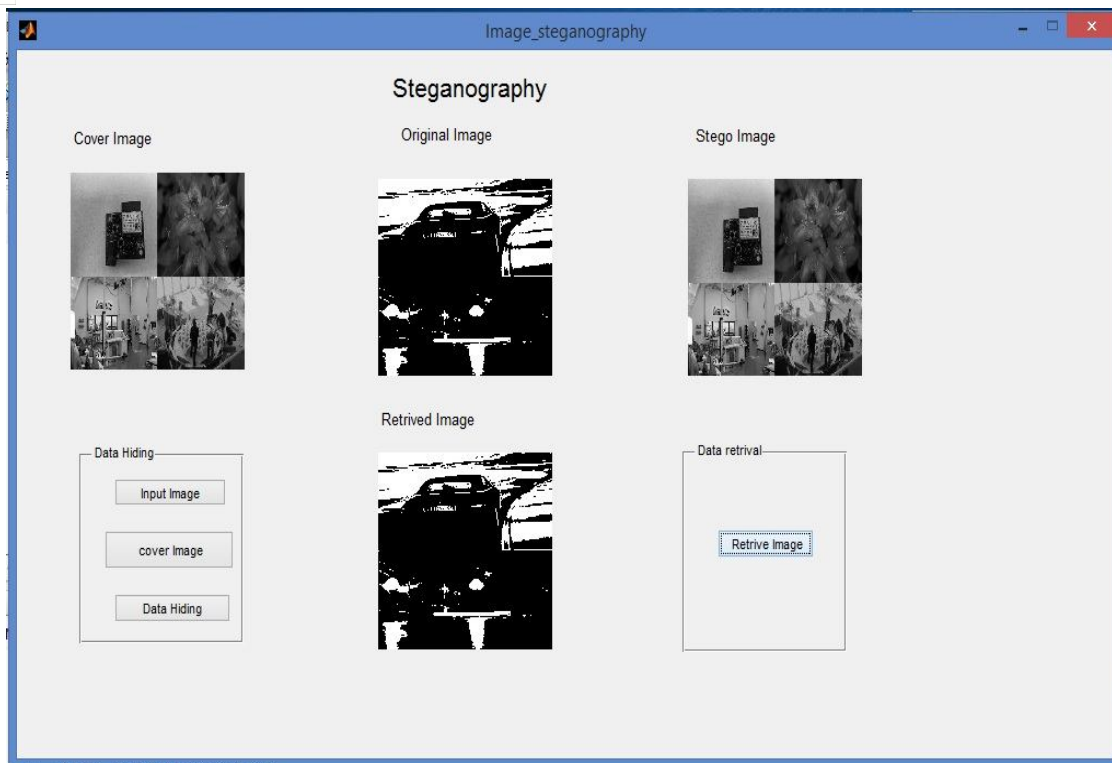 Image_steganography
Steganography
Cover Image
Original Image
Stego Image
Retrived Image
Data Hiding
Input Image
cover Image
Data Hiding
Data retrival
Retrive Image